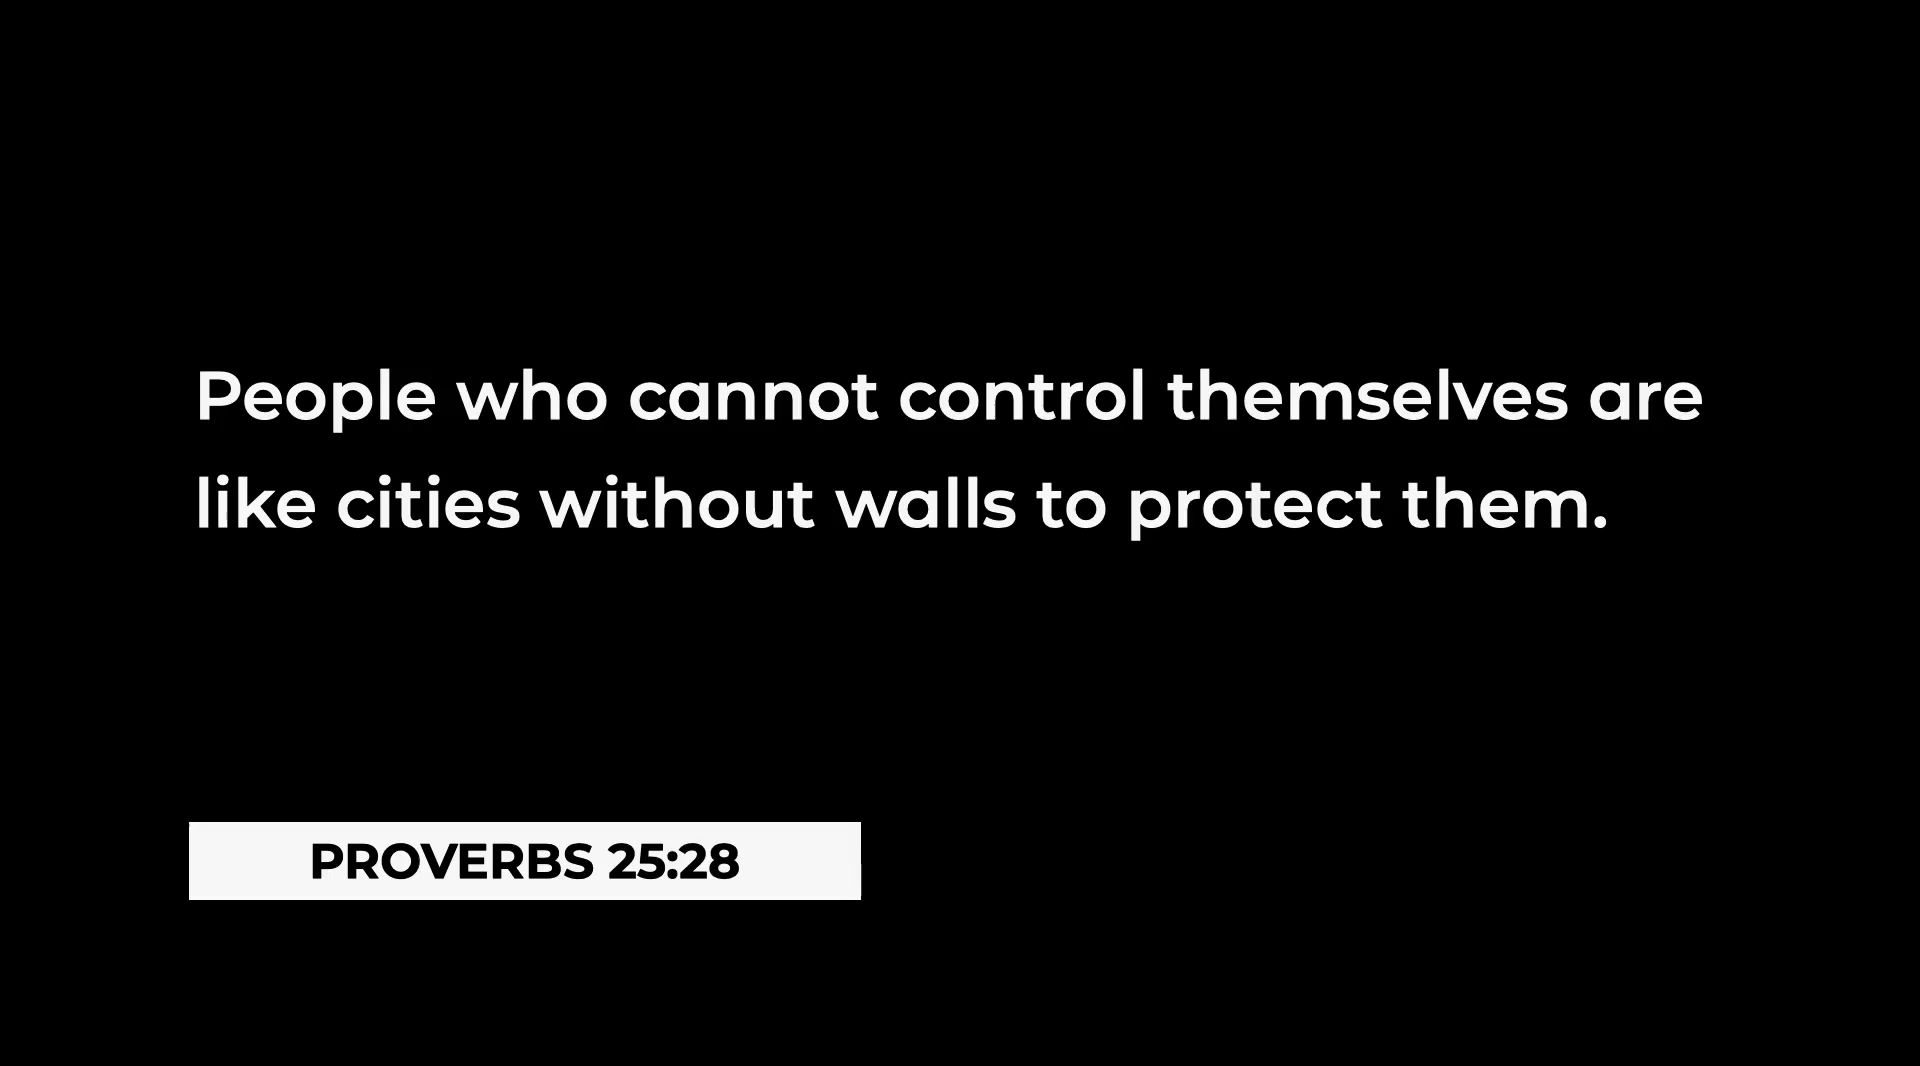 People who cannot control themselves are
like cities without walls to protect them.
PROVERBS 25:28